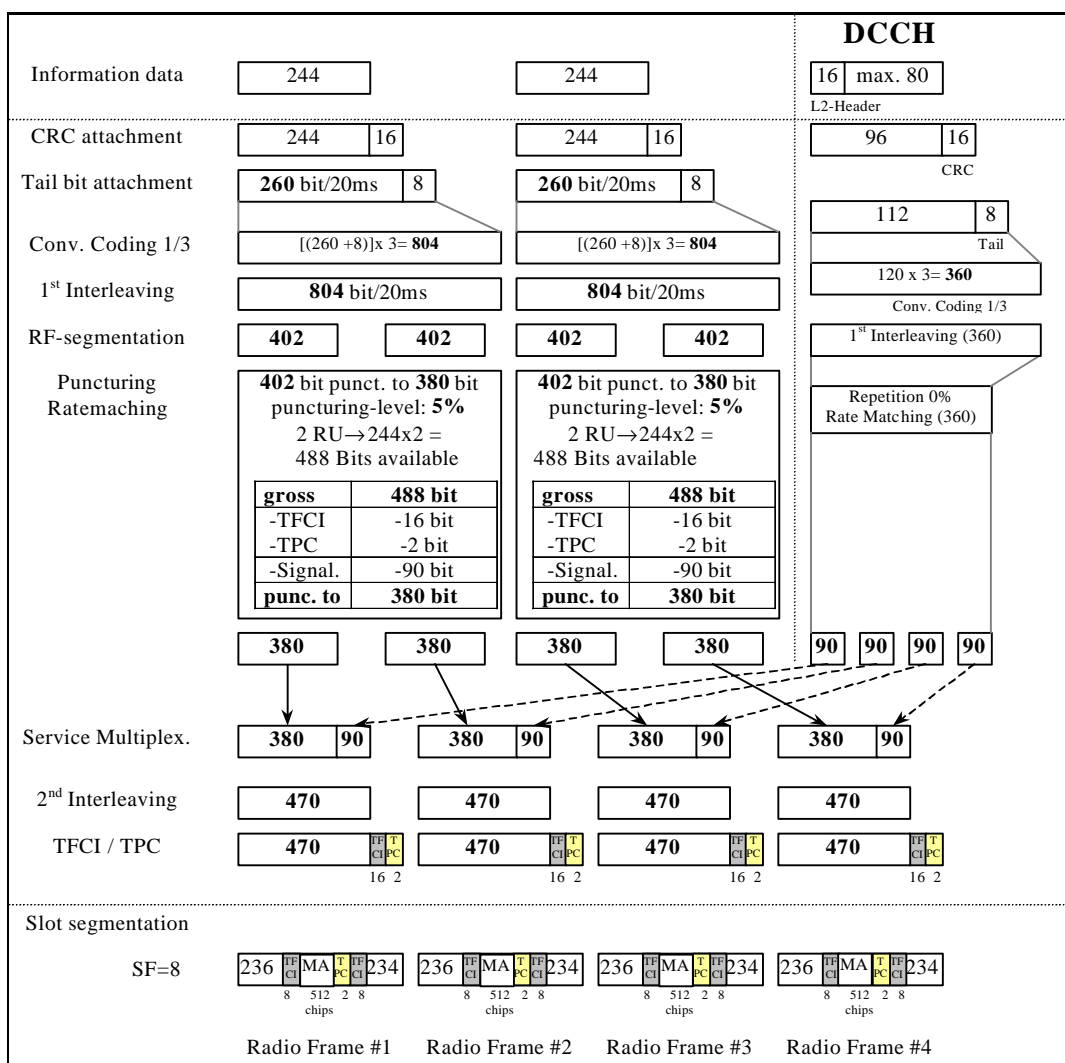 DCCH
Information data 244 244 16 max. 80
L2-Header
CRC attachment 244 16 244 16 96 16
CRC
Tail bit attachment 260 bit/20ms 8 260 bit/20ms 8
112 8
Tail
Conv. Coding 1/3 [(260 +8)]x 3= 804 [(260 +8)]x 3= 804
120 x 3= 360
Conv. Coding 1/3
1st Interleaving 804 bit/20ms 804 bit/20ms
RF-segmentation 402 402 402 402 1st Interleaving (360)
Puncturing
Ratemaching
402 bit punct. to 380 bit
puncturing-level: 5%
2 RU→244x2 =
488 Bits available
gross 488 bit
-TFCI -16 bit
-TPC -2 bit
-Signal. -90 bit
punc. to 380 bit
402 bit punct. to 380 bit
puncturing-level: 5%
2 RU→244x2 =
488 Bits available
gross 488 bit
-TFCI -16 bit
-TPC -2 bit
-Signal. -90 bit
punc. to 380 bit
Repetition 0%
Rate Matching (360)
380 380 380 380 90 90 90 90
Service Multiplex. 380 90 380 90 380 90 380 90
2nd Interleaving 470 470 470 470
TFCI / TPC 470 TF CI T PC 470 TF CI T PC 470 TF CI T PC 470 TF CI T PC
16 2 16 2 16 2 16 2
Slot segmentation
SF=8 236 TF CI MA T PC TF CI 234 236 TF CI MA T PC TF CI 234 236 TF CI MA T PC TF CI 234 236 TF CI MA T PC TF CI 234
8 512 2 8 8 512 2 8 8 512 2 8 8 512 2 8
chips chips chips chips
Radio Frame #1 Radio Frame #2 Radio Frame #3 Radio Frame #4